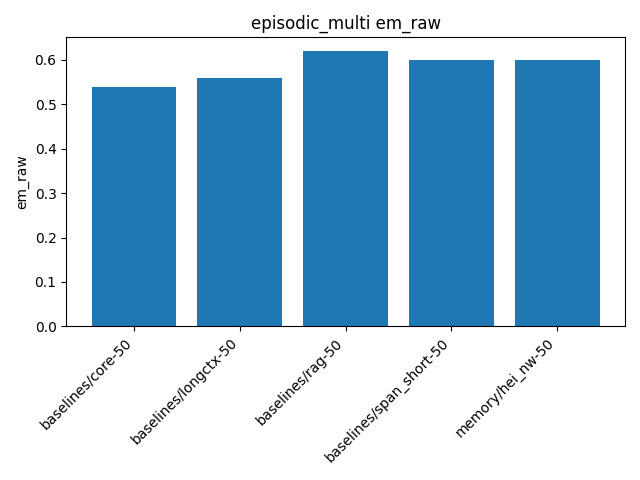 episodic_multi em_raw
em_raw
0.6
0.5
0.4
0.3
0.2
0.1
0.0
baselines/core-50
baselines/longctx-50
baselines/rag-50
baselines/span_short-50
memory/hei_nw-50